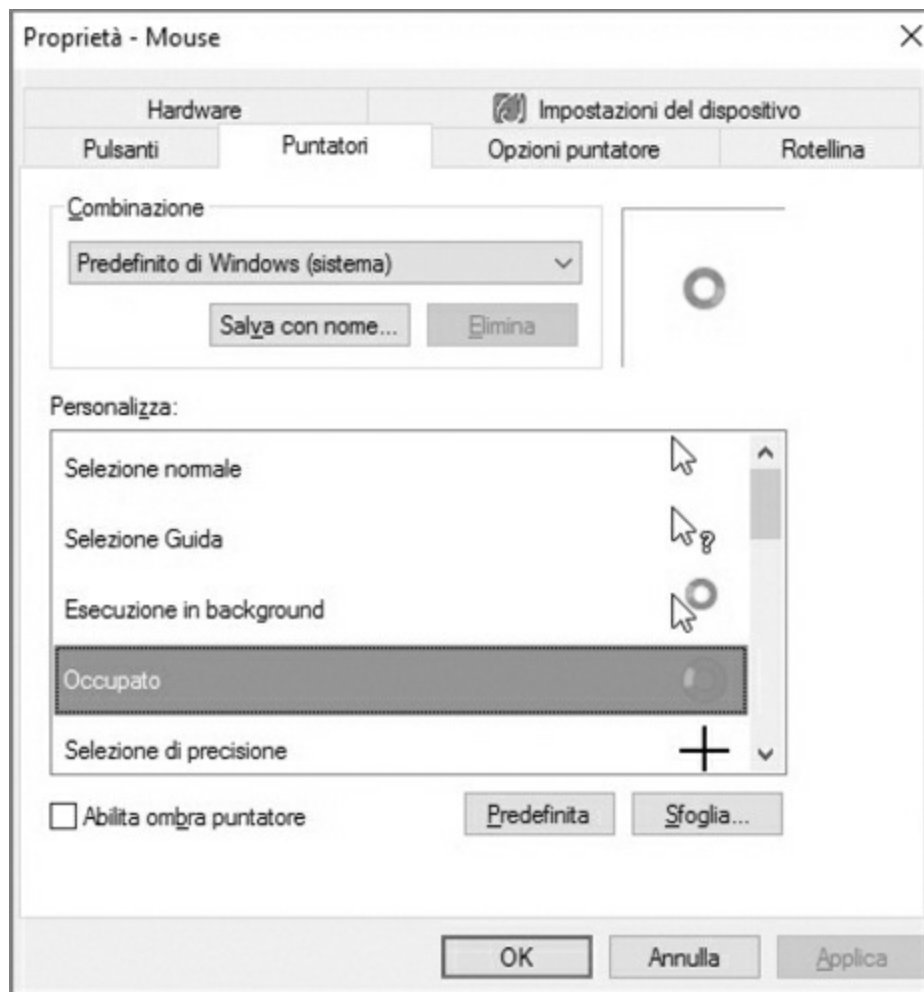 Proprietà - Mouse
Hardware
Impostazioni del dispositivo
Pulsanti
Puntatori
Opzioni puntatore
Rotellina
Combinazione
Predefinito di Windows (sistema)
Salva con nome...
Elimina
Personalizza:
Selezione normale
Selezione Guida
Esecuzione in background
Occupato
Selezione di precisione
Abilita ombra puntatore
Predefinita
Sfoglia...
OK
Annulla
Applica